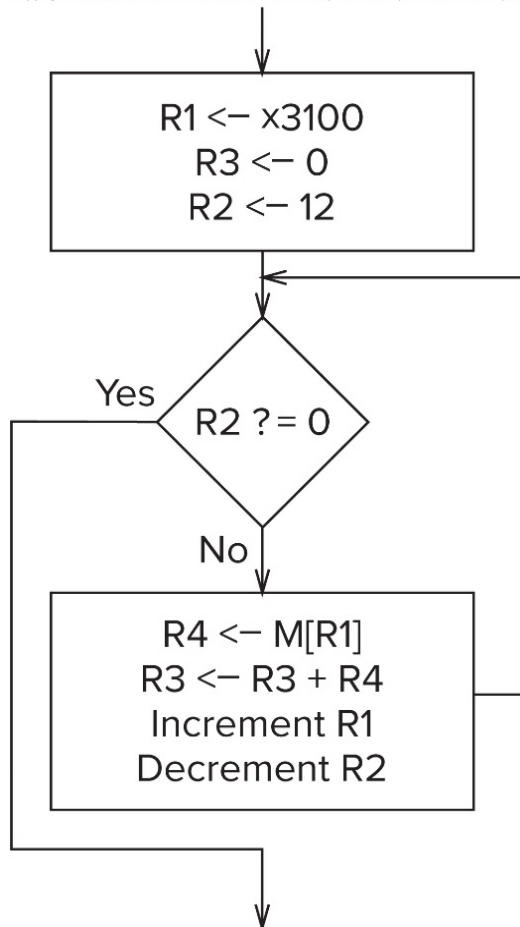 R1 <– x3100
R3 <– 0
R2 <– 12
Yes
R2 ?= 0
No
R4 <– M[R1]
R3 <– R3 + R4
Increment R1
Decrement R2